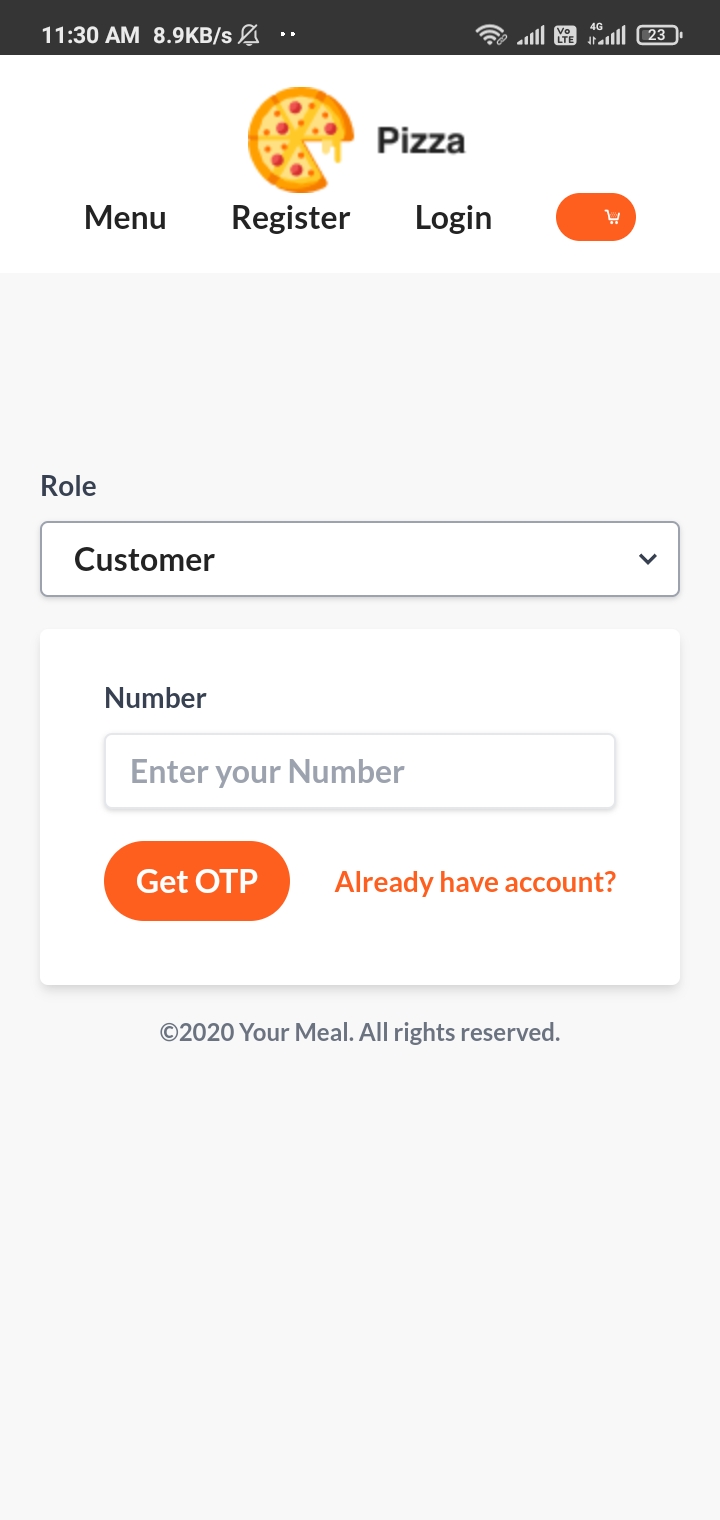 11:30 AM 8.9KB/s Vo LTE 4G 23
Pizza
Menu Register Login
Role
Customer
Number
Enter your Number
Get OTP Already have account?
©2020 Your Meal. All rights reserved.